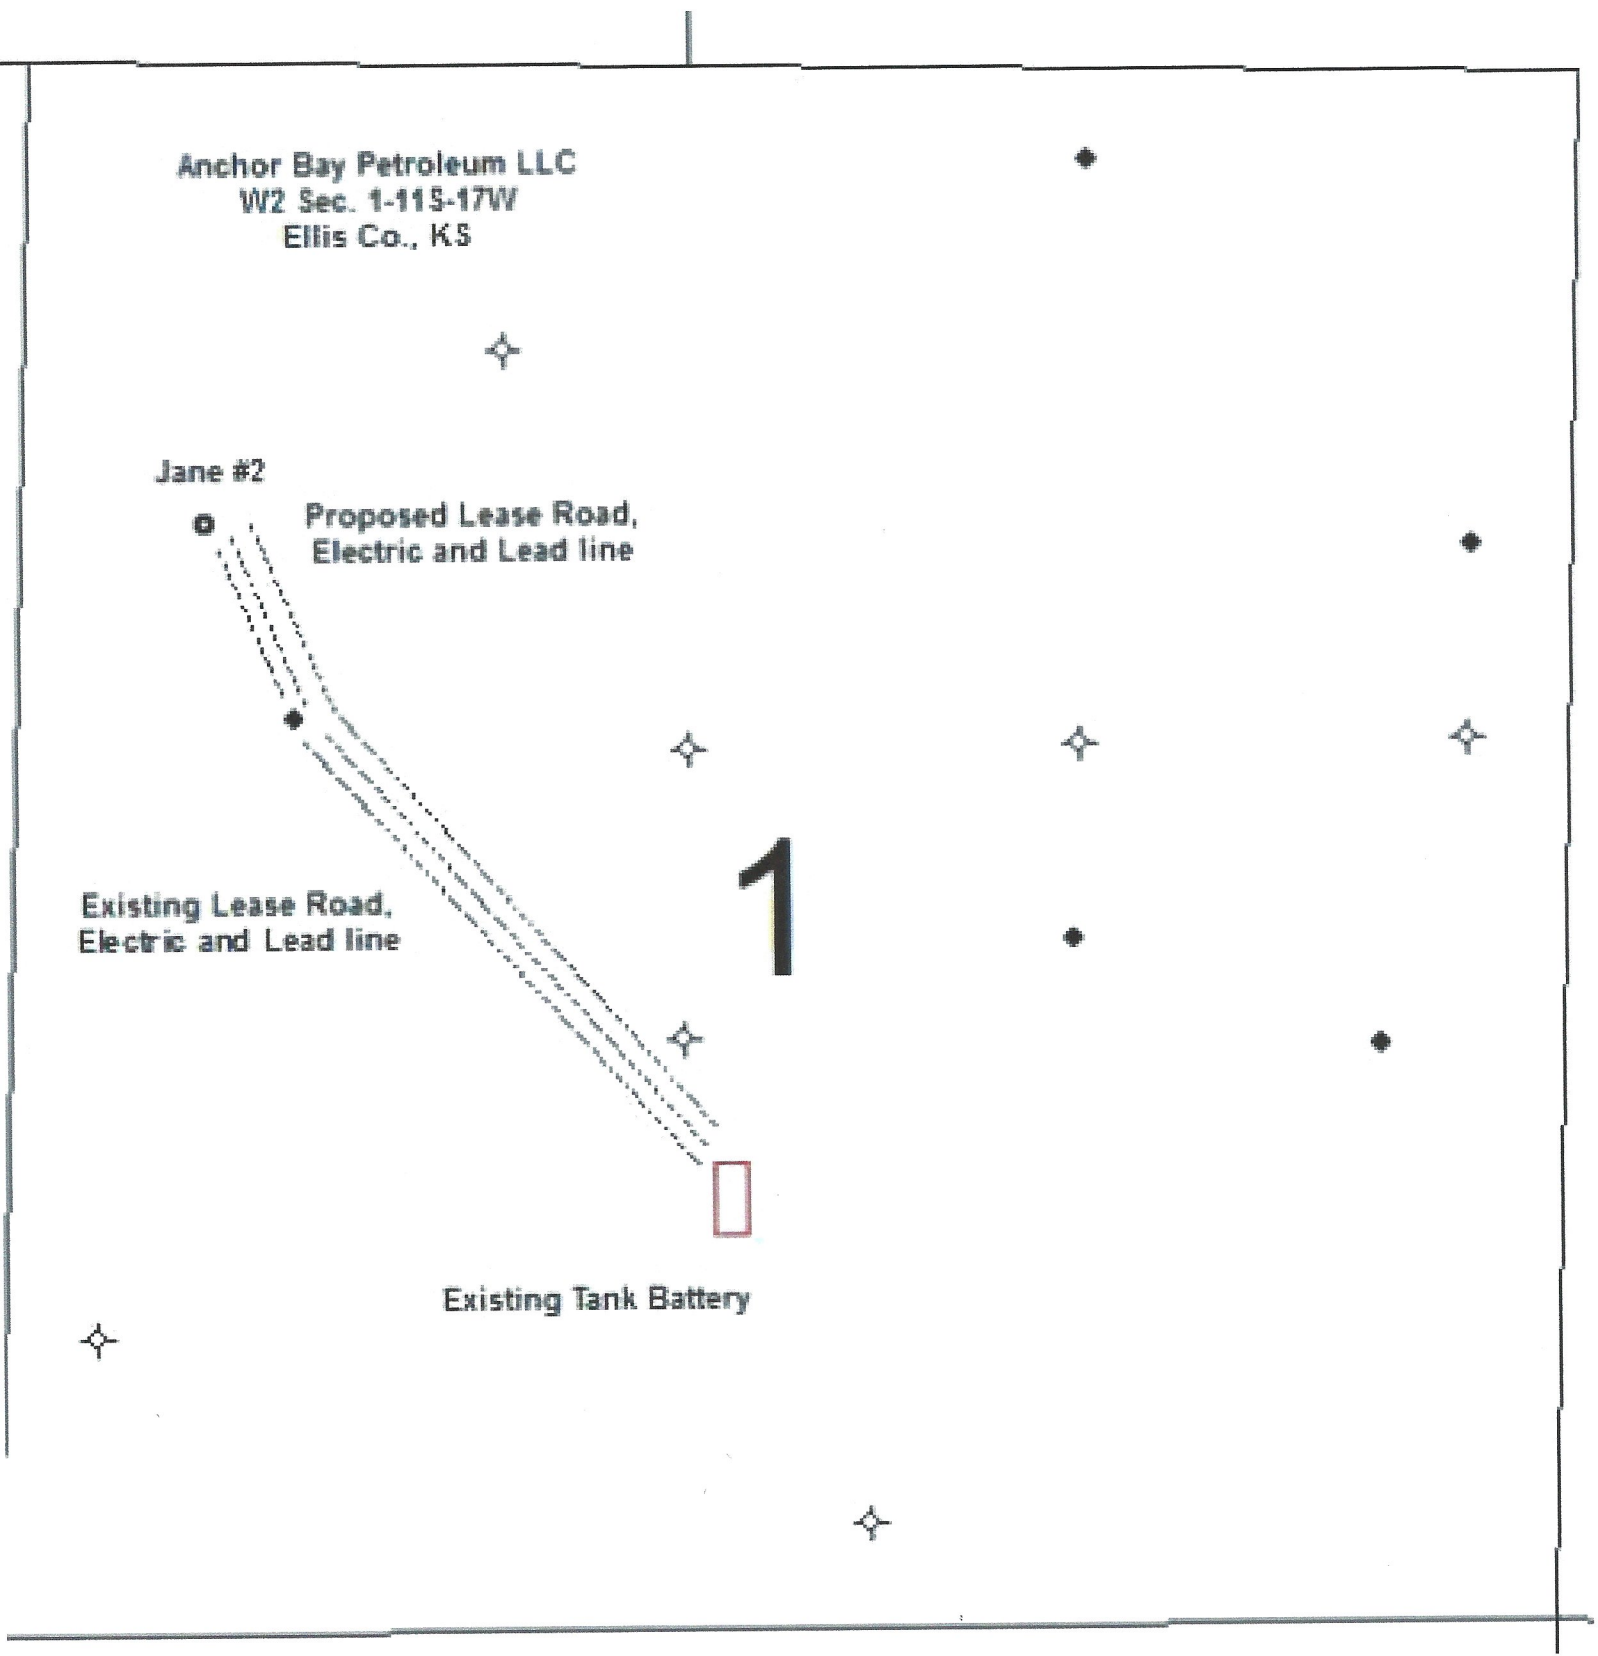 Anchor Bay Petroleum LLC
W2 Sec. 1-11S-17W
Ellis Co., KS
Jane #2
Proposed Lease Road,
Electric and Lead line
1
Existing Lease Road,
Electric and Lead line
Existing Tank Battery